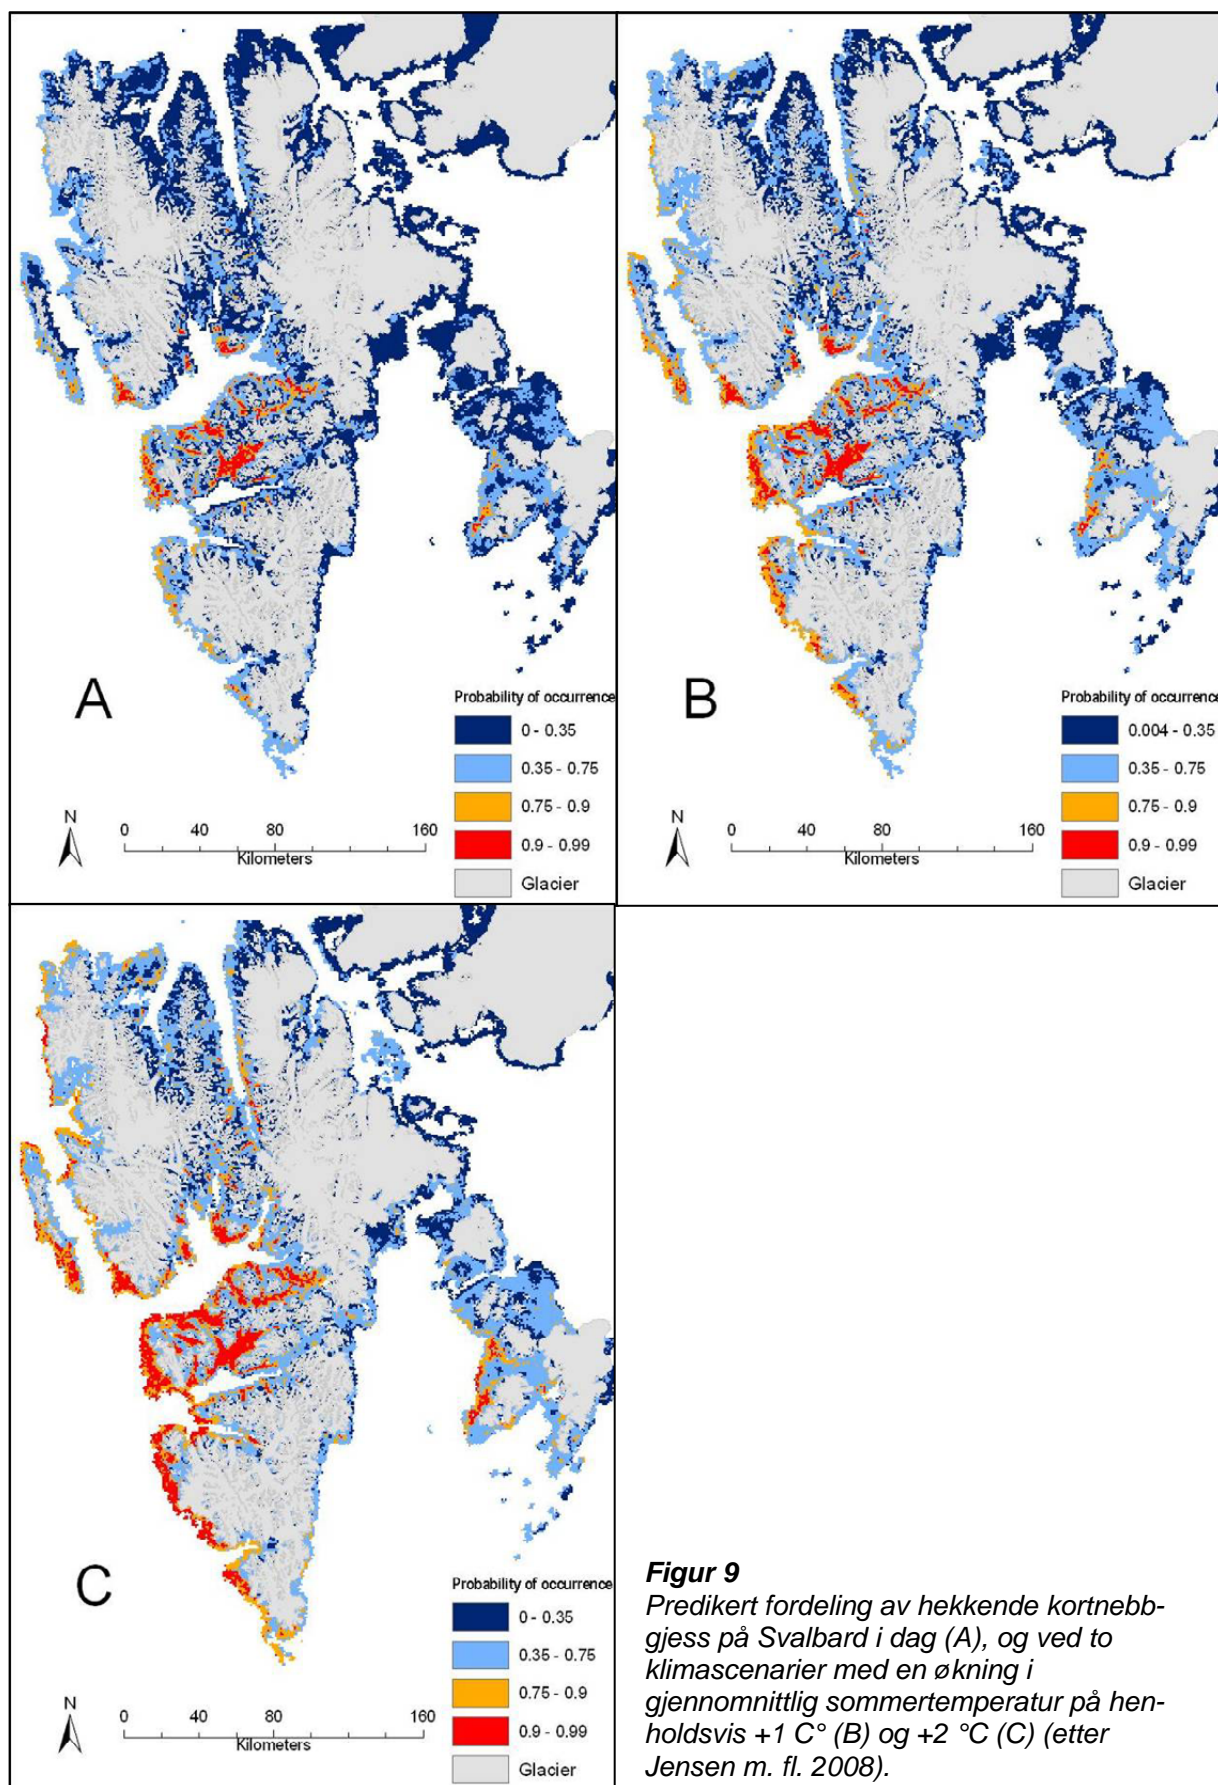 A
Probability of occurrence
0 - 0.35
0.35 - 0.75
0.75 - 0.9
0.9 - 0.99
Glacier
N
0 40 80 160
Kilometers
B
Probability of occurrence
0.004 - 0.35
0.35 - 0.75
0.75 - 0.9
0.9 - 0.99
Glacier
N
0 40 80 160
Kilometers
C
Probability of occurrence
0 - 0.35
0.35 - 0.75
0.75 - 0.9
0.9 - 0.99
Glacier
N
0 40 80 160
Kilometers
Figur 9
Predikert fordeling av hekkende kortnebb-
gjess på Svalbard i dag (A), og ved to
klimascenarier med en økning i
gjennomnittlig sommertemperatur på hen-
holdsvis +1 C° (B) og +2 °C (C) (etter
Jensen m. fl. 2008).